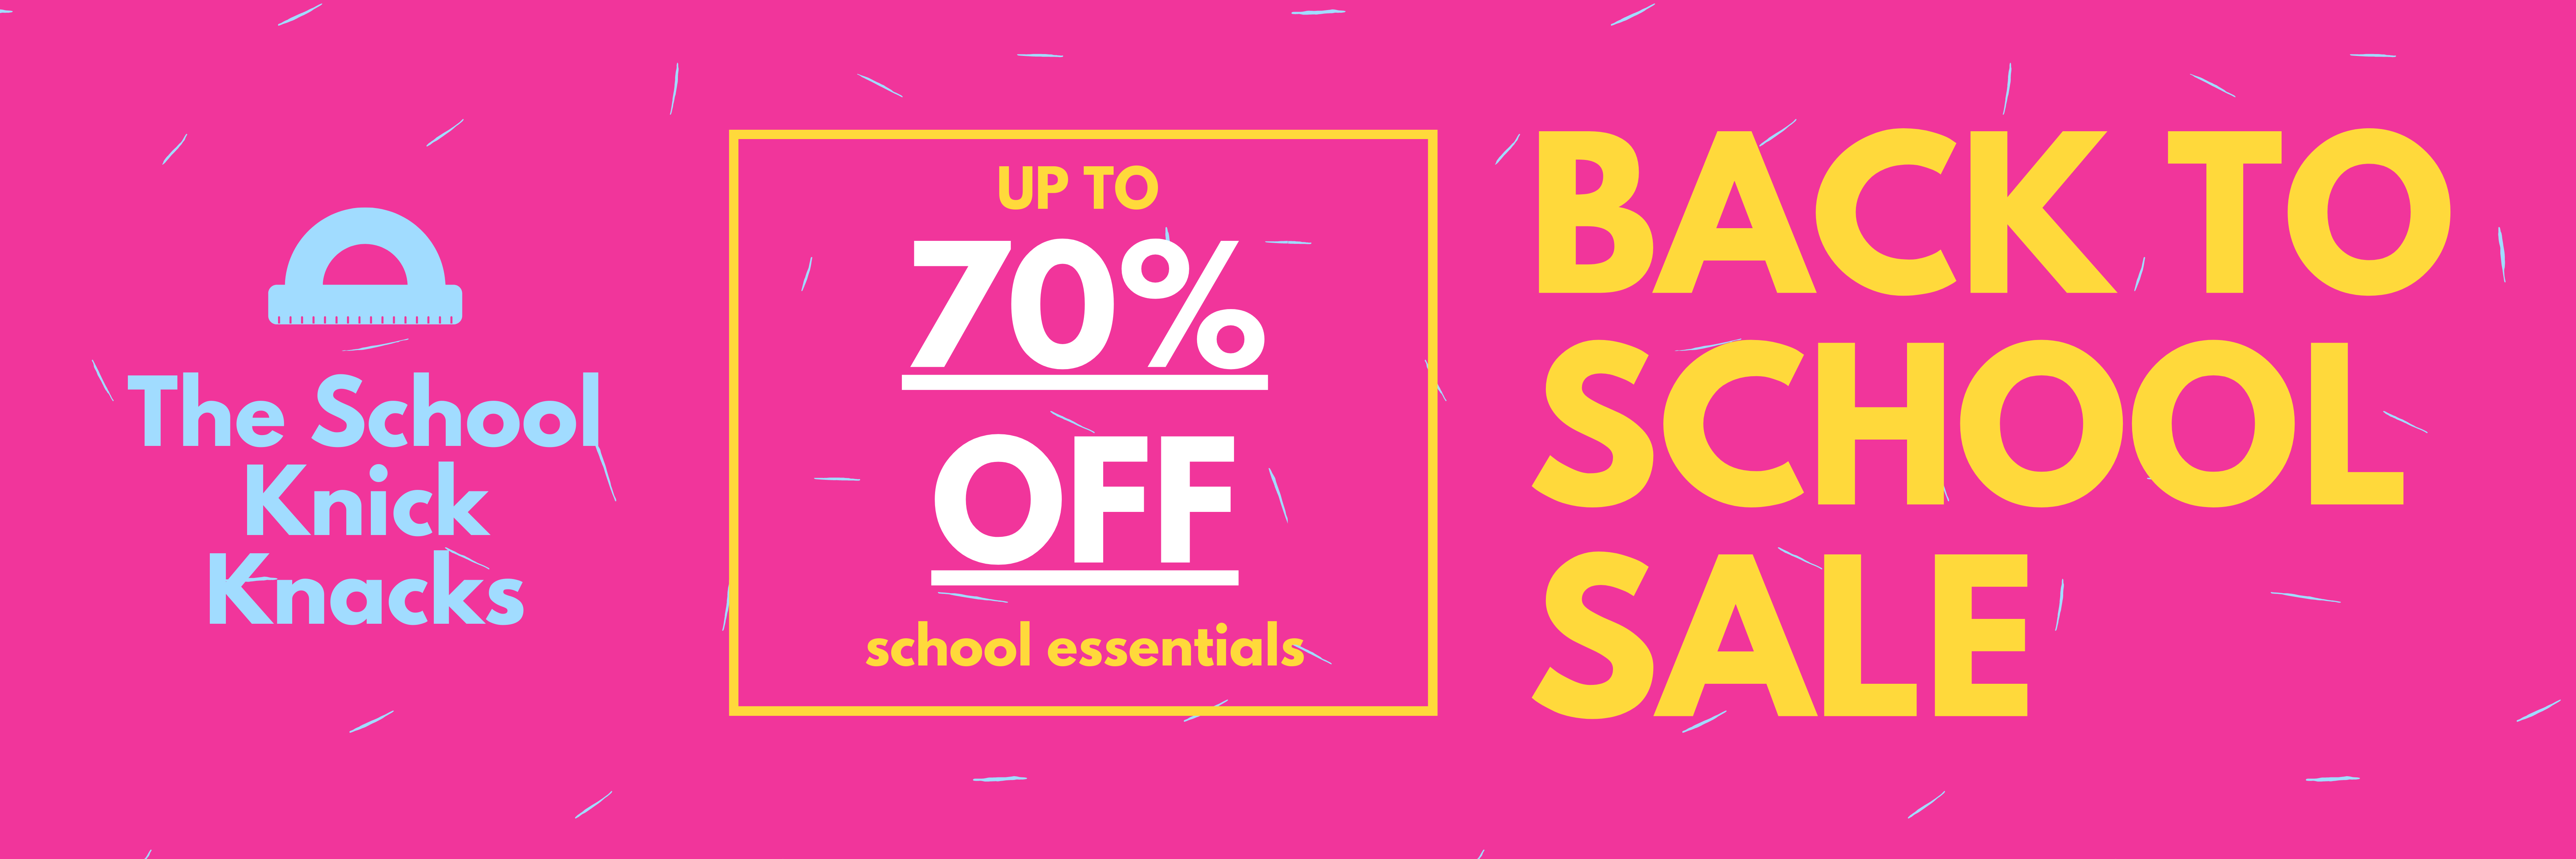 The School
Knick
Knacks
UP TO
70%
OFF
school essentials
BACK TO
SCHOOL
SALE